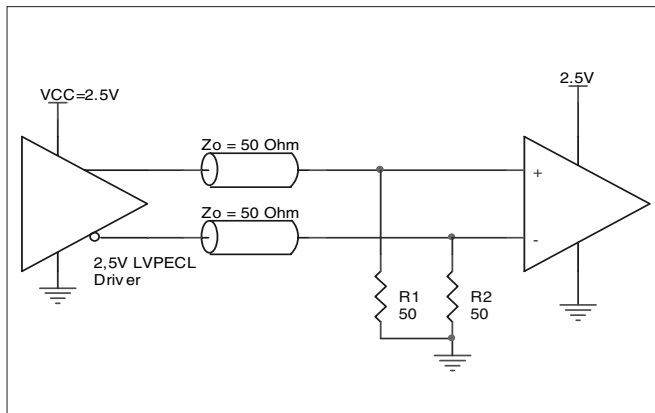 VCC=2.5V
2.5V
Zo = 50 Ohm
+
Zo = 50 Ohm
-
2,5V LVPECL
Driver
R1
50
R2
50